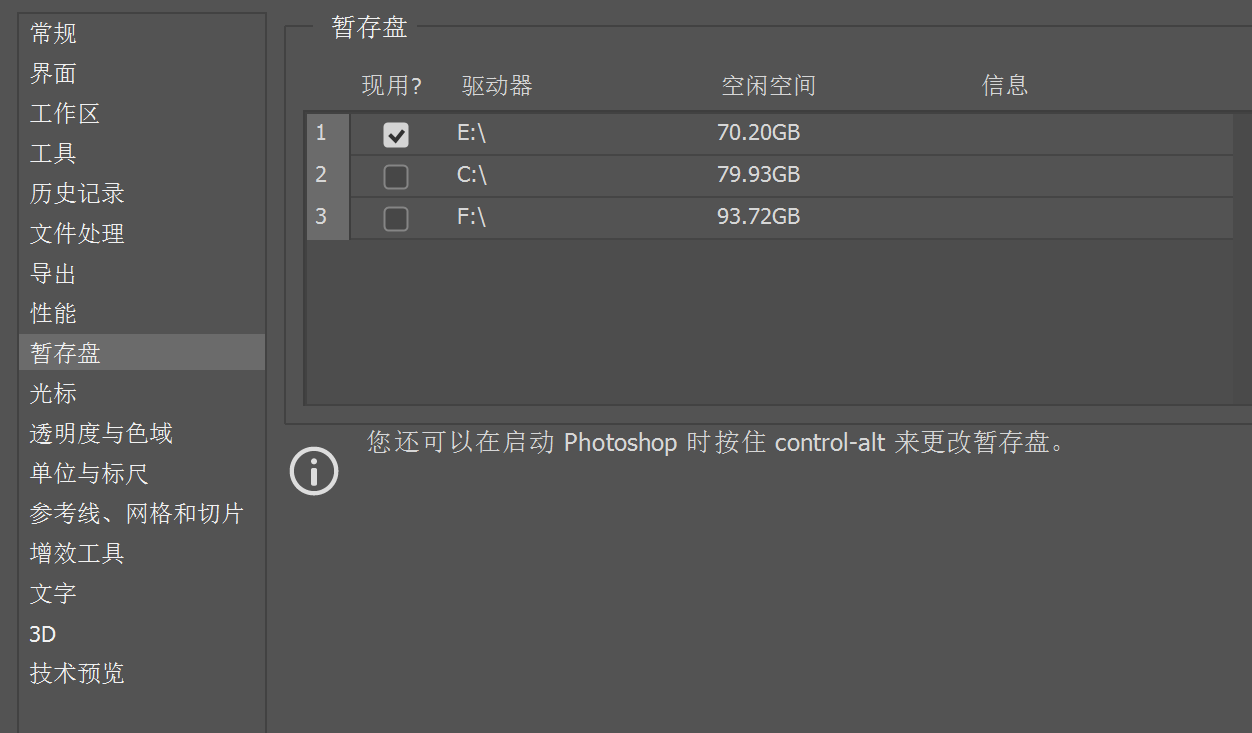 常规
界面
工作区
工具
历史记录
文件处理
导出
性能
暂存盘
光标
透明度与色域
单位与标尺
参考线、网格和切片
增效工具
文字
3D
技术预览
暂存盘
现用? 驱动器 空闲空间 信息
1 E:\ 70.20GB
2 C:\ 79.93GB
3 F:\ 93.72GB
您还可以在启动 Photoshop 时按住 control-alt 来更改暂存盘。